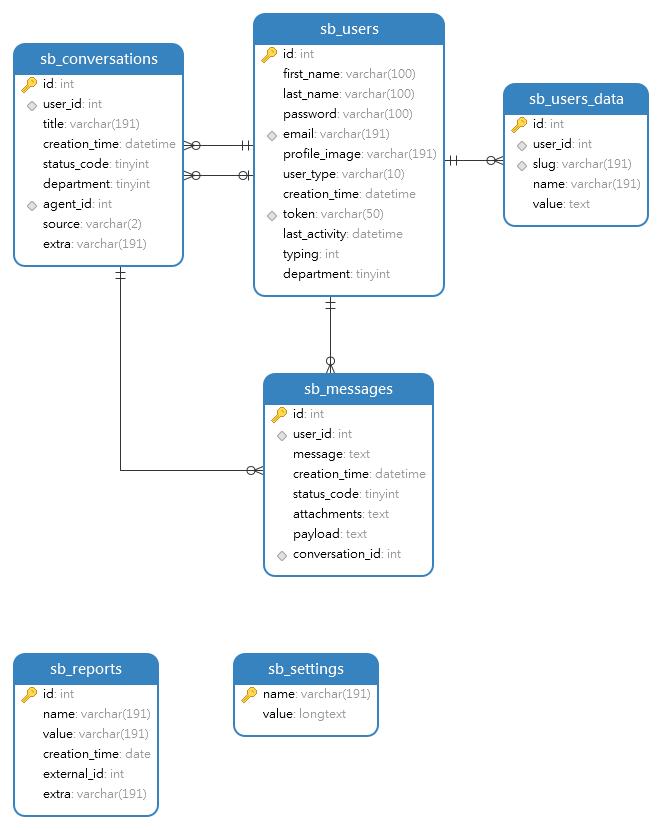 sb_conversations
id: int
user_id: int
title: varchar(191)
creation_time: datetime
status_code: tinyint
department: tinyint
agent_id: int
source: varchar(2)
extra: varchar(191)
sb_users
id: int
first_name: varchar(100)
last_name: varchar(100)
password: varchar(100)
email: varchar(191)
profile_image: varchar(191)
user_type: varchar(10)
creation_time: datetime
token: varchar(50)
last_activity: datetime
typing: int
department: tinyint
sb_users_data
id: int
user_id: int
slug: varchar(191)
name: varchar(191)
value: text
sb_messages
id: int
user_id: int
message: text
creation_time: datetime
status_code: tinyint
attachments: text
payload: text
conversation_id: int
sb_reports
id: int
name: varchar(191)
value: varchar(191)
creation_time: date
external_id: int
extra: varchar(191)
sb_settings
name: varchar(191)
value: longtext